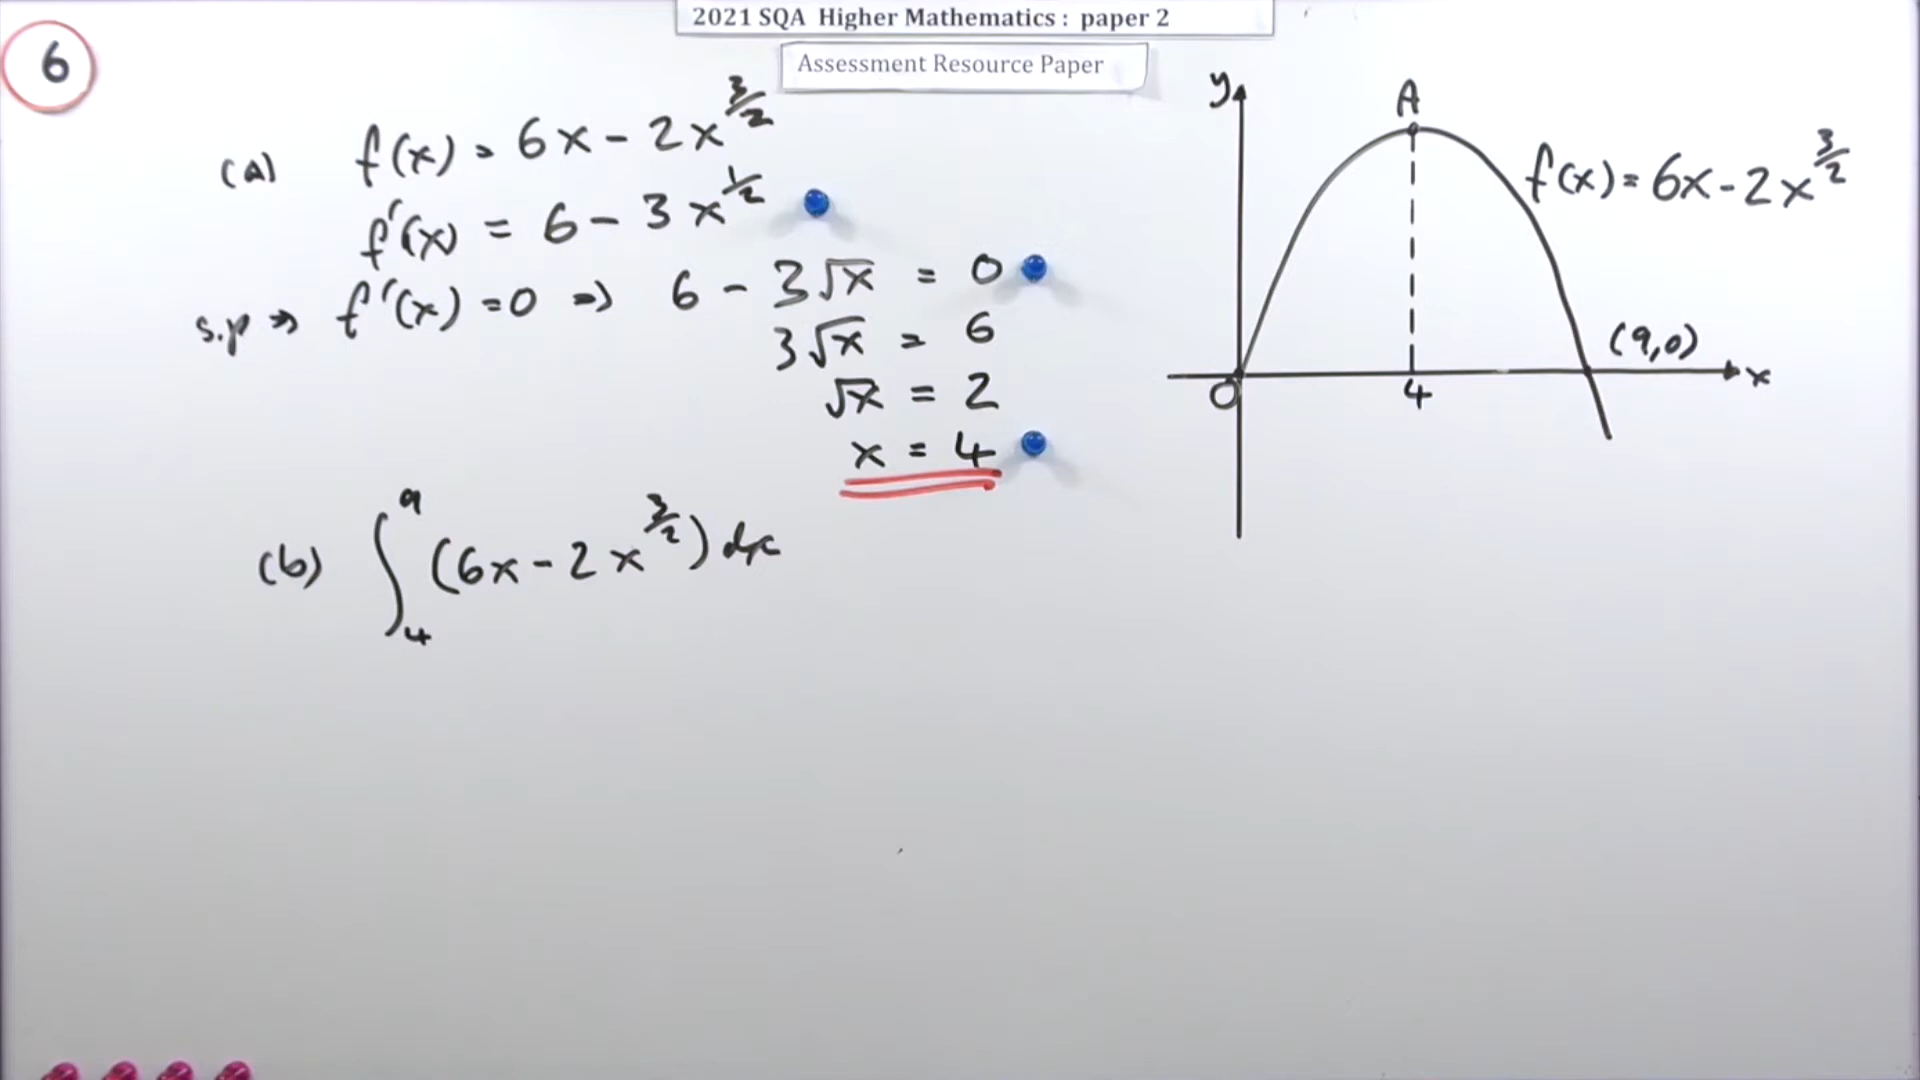 2021 SQA Higher Mathematics : paper 2
Assessment Resource Paper
6
(a) f(x) = 6x - 2x^{3/2}
f'(x) = 6 - 3x^{1/2}
s.p ⇒ f'(x) = 0 ⇒ 6 - 3√x = 0
3√x = 6
√x = 2
x = 4
(b) ∫_4^9 (6x - 2x^{3/2}) dx
y
A
f(x) = 6x - 2x^{3/2}
(9,0)
x
O
4